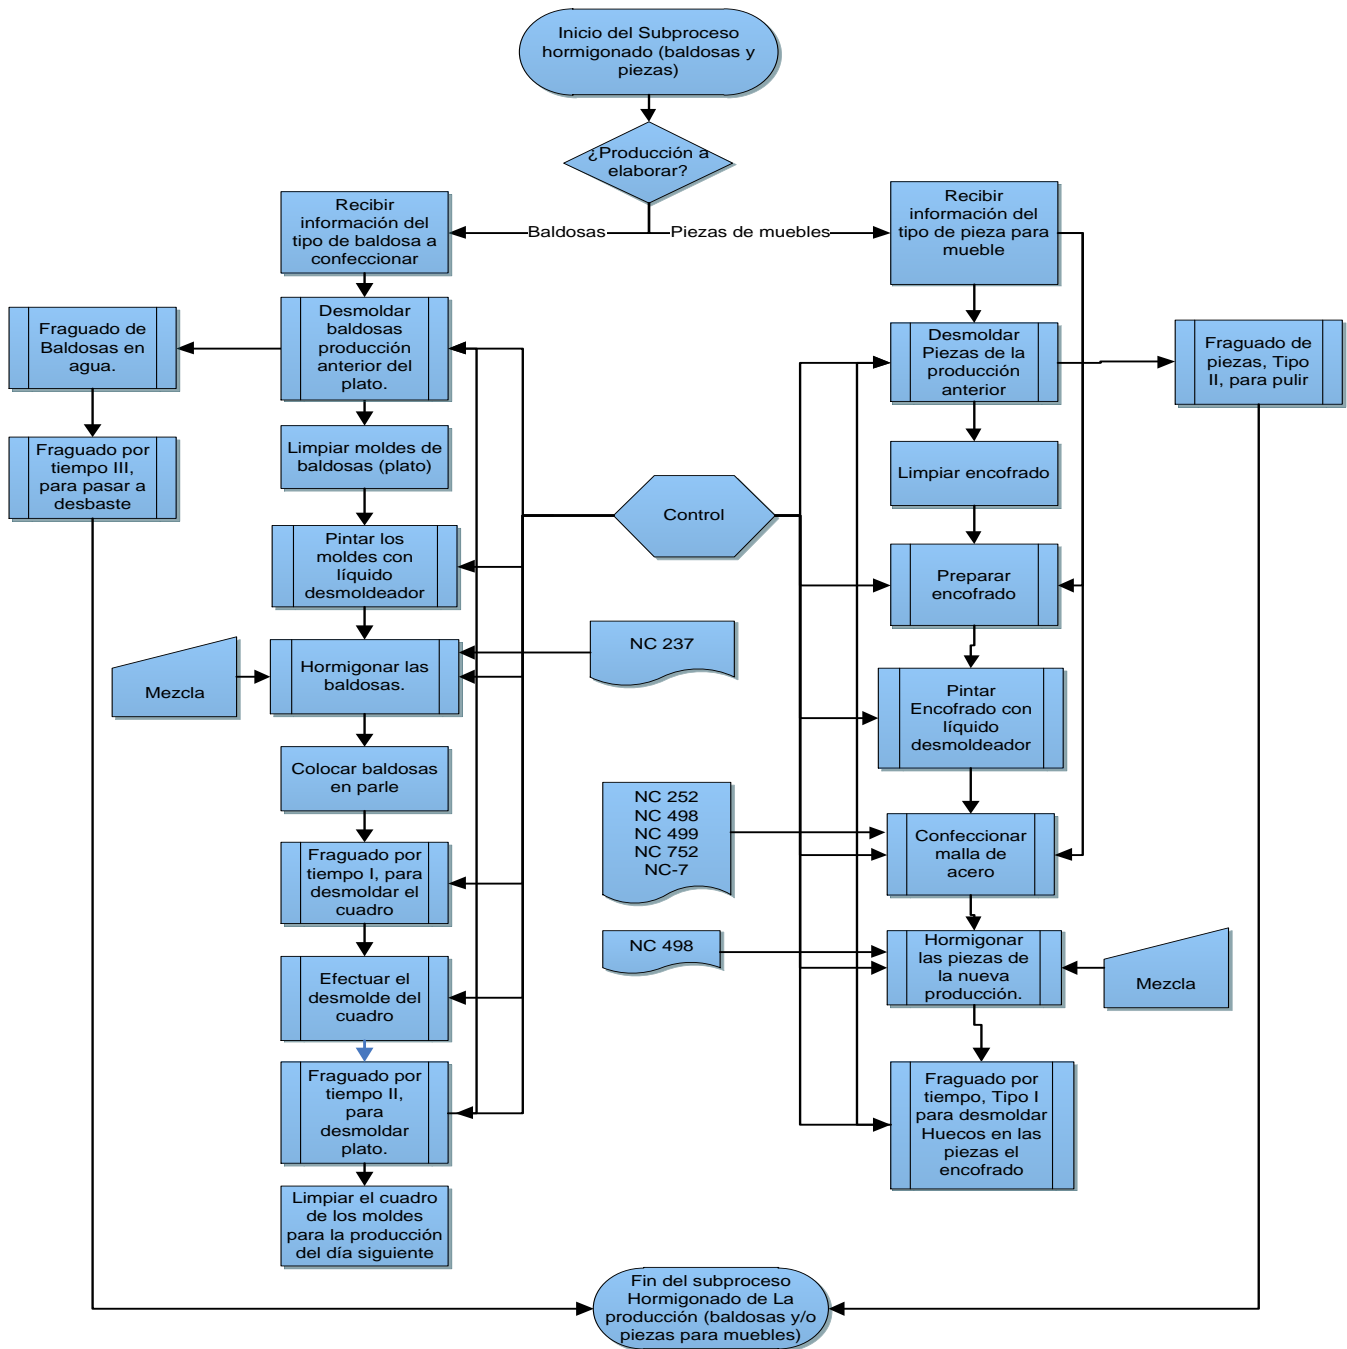 Inicio del Subproceso
hormigonado (baldosas y
piezas)
¿Producción a
elaborar?
Baldosas
Piezas de muebles
Recibir
información del
tipo de baldosa a
confeccionar
Desmoldar
baldosas
producción
anterior del
plato.
Fraguado de
Baldosas en
agua.
Fraguado por
tiempo III,
para pasar a
desbaste
Limpiar moldes de
baldosas (plato)
Pintar los
moldes con
líquido
desmoldeador
Mezcla
Hormigonar las
baldosas.
NC 237
Colocar baldosas
en parle
Fraguado por
tiempo I, para
desmoldar el
cuadro
Efectuar el
desmolde del
cuadro
Fraguado por
tiempo II,
para
desmoldar
plato.
Limpiar el cuadro
de los moldes
para la producción
del día siguiente
Control
Recibir
información del
tipo de pieza para
mueble
Desmoldar
Piezas de la
producción
anterior
Fraguado de
piezas, Tipo
II, para pulir
Limpiar encofrado
Preparar
encofrado
Pintar
Encofrado con
líquido
desmoldeador
NC 252
NC 498
NC 499
NC 752
NC-7
Confeccionar
malla de
acero
NC 498
Hormigonar
las piezas de
la nueva
producción.
Mezcla
Fraguado por
tiempo, Tipo I
para desmoldar
Huecos en las
piezas el
encofrado
Fin del subproceso
Hormigonado de La
producción (baldosas y/o
piezas para muebles)